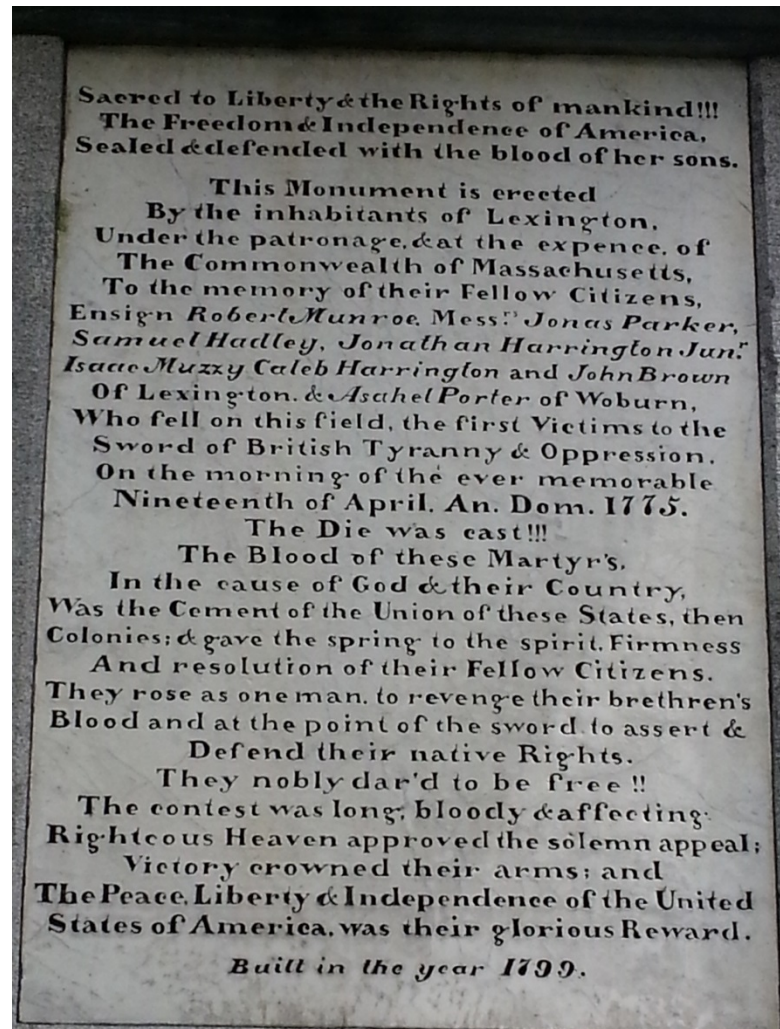 Sacred to Liberty & the Rights of mankind!!!
The Freedom & Independence of America,
Sealed & defended with the blood of her sons.
This Monument is erected
By the inhabitants of Lexington,
Under the patronage, & at the expence, of
The Commonwealth of Massachusetts,
To the memory of their Fellow Citizens,
Ensign Robert Munroe, Mess.rs Jonas Parker,
Samuel Hadley, Jonathan Harrington Jun.r
Isaac Muzzy Caleb Harrington and John Brown
Of Lexington, & Asahel Porter of Woburn,
Who fell on this field, the first Victims to the
Sword of British Tyranny & Oppression,
On the morning of the ever memorable
Nineteenth of April, An. Dom. 1775.
The Die was cast!!!
The Blood of these Martyr's,
In the cause of God & their Country,
Was the Cement of the Union of these States, then
Colonies; & gave the spring to the spirit, Firmness
And resolution of their Fellow Citizens.
They rose as one man, to revenge their brethren's
Blood and at the point of the sword to assert &
Defend their native Rights.
They nobly dar'd to be free!!
The contest was long, bloody & affecting.
Righteous Heaven approved the solemn appeal;
Victory crowned their arms; and
The Peace, Liberty & Independence of the United
States of America, was their glorious Reward.
Built in the year 1799.